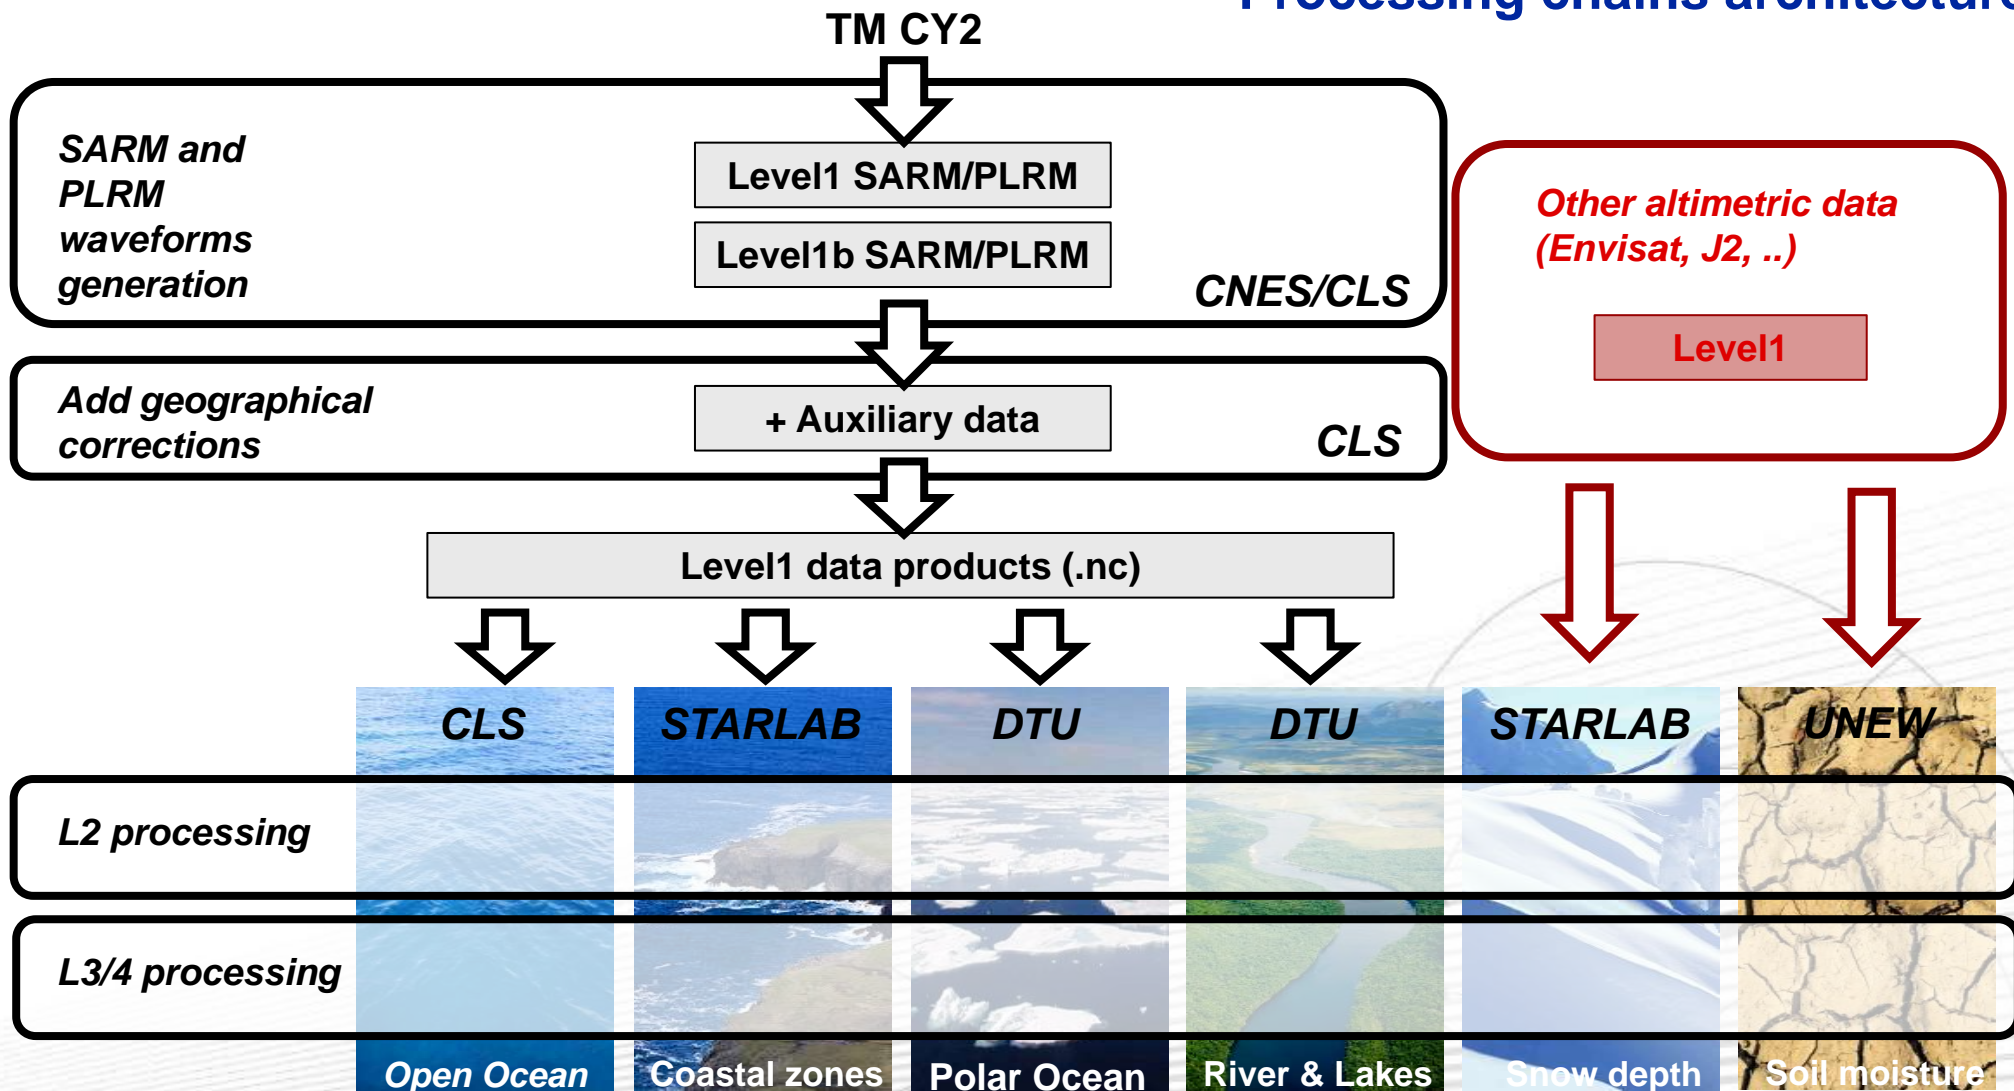 Processing chains architecture
TM CY2
SARM and
PLRM
waveforms
generation
Level1 SARM/PLRM
Level1b SARM/PLRM
CNES/CLS
Other altimetric data
(Envisat, J2, ..)
Level1
Add geographical
corrections
+ Auxiliary data
CLS
Level1 data products (.nc)
CLS
STARLAB
DTU
DTU
STARLAB
UNEW
L2 processing
L3/4 processing
Open Ocean
Coastal zones
Polar Ocean
River & Lakes
Snow depth
Soil moisture